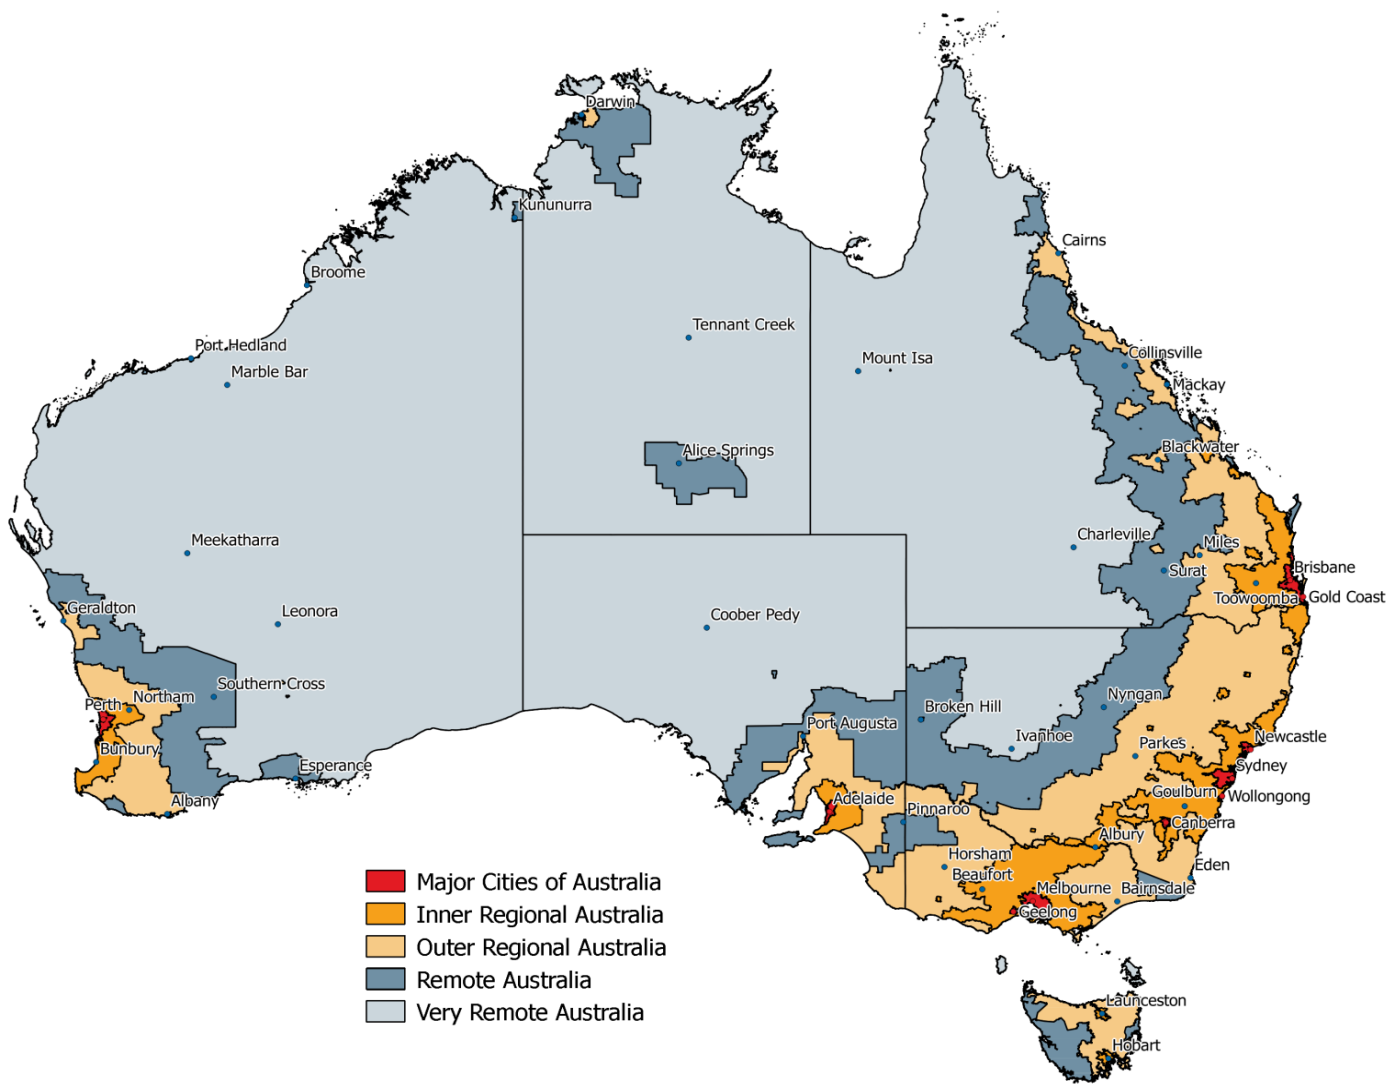 Darwin
Kununurra
Cairns
Broome
Tennant Creek
Port Hedland
Collinsville
Mount Isa
Marble Bar
Mackay
Blackwater
Alice Springs
Charleville
Meekatharra
Miles
Surat
Brisbane
Toowoomba
Gold Coast
Geraldton
Leonora
Coober Pedy
Southern Cross
Nyngan
Perth
Northam
Broken Hill
Port Augusta
Ivanhoe
Newcastle
Parkes
Bunbury
Esperance
Sydney
Goulburn
Wollongong
Albany
Adelaide
Pinnaroo
Canberra
Albury
Horsham
Eden
Beaufort
Melbourne
Bairnsdale
Geelong
Major Cities of Australia
Inner Regional Australia
Outer Regional Australia
Remote Australia
Very Remote Australia
Launceston
Hobart